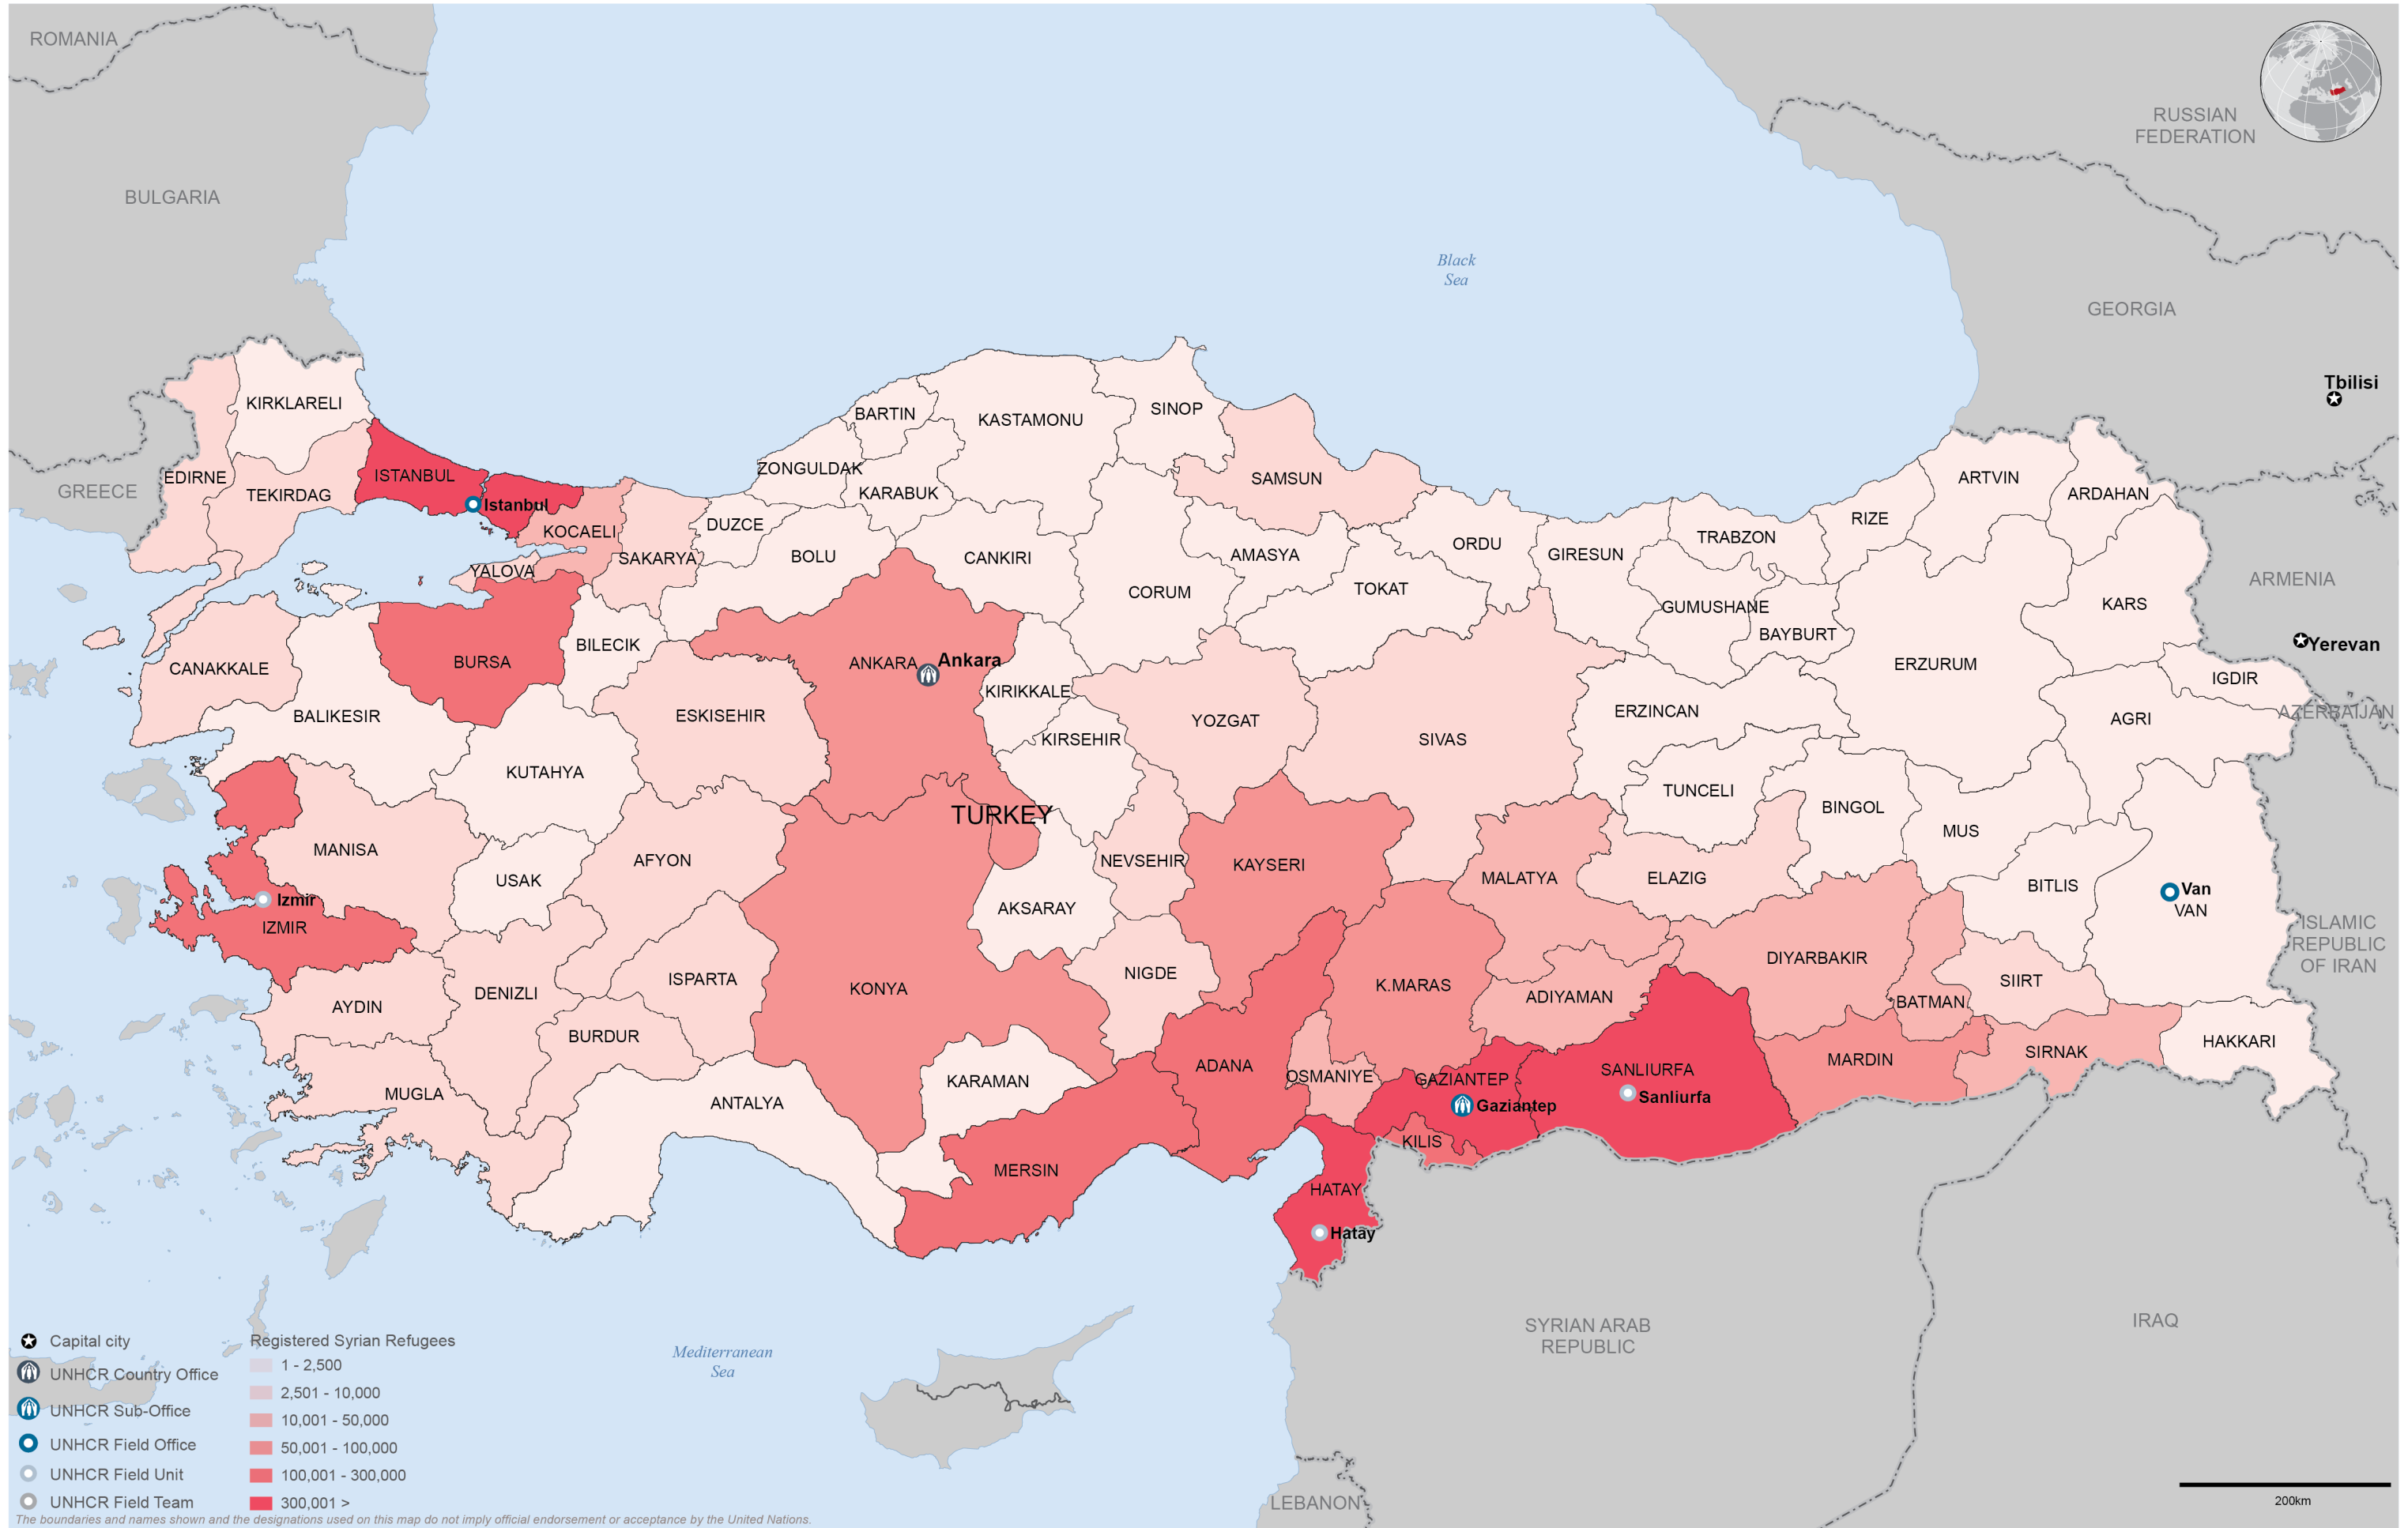 ROMANIA
BULGARIA
GREECE
RUSSIAN
FEDERATION
GEORGIA
Tbilisi
ARMENIA
Yerevan
AZERBAIJAN
ISLAMIC
REPUBLIC
OF IRAN
IRAQ
SYRIAN ARAB
REPUBLIC
LEBANON
Black
Sea
Mediterranean
Sea
KIRKLARELI
EDIRNE
TEKIRDAG
ISTANBUL
Istanbul
KOCAELI
YALOVA
SAKARYA
DUZCE
ZONGULDAK
BARTIN
KARABUK
KASTAMONU
SINOP
SAMSUN
BOLU
CANKIRI
CORUM
AMASYA
TOKAT
ORDU
GIRESUN
TRABZON
RIZE
ARTVIN
ARDAHAN
GUMUSHANE
BAYBURT
KARS
IGDIR
CANAKKALE
BALIKESIR
BURSA
BILECIK
ESKISEHIR
ANKARA
Ankara
KIRIKKALE
KIRSEHIR
YOZGAT
SIVAS
ERZINCAN
ERZURUM
AGRI
KUTAHYA
MANISA
USAK
AFYON
TURKEY
NEVSEHIR
KAYSERI
MALATYA
ELAZIG
TUNCELI
BINGOL
MUS
BITLIS
Van
VAN
Izmir
IZMIR
AKSARAY
AYDIN
DENIZLI
ISPARTA
BURDUR
KONYA
NIGDE
K.MARAS
ADIYAMAN
DIYARBAKIR
BATMAN
SIIRT
SIRNAK
HAKKARI
MUGLA
ANTALYA
KARAMAN
MERSIN
ADANA
OSMANIYE
GAZIANTEP
Gaziantep
KILIS
SANLIURFA
Sanliurfa
MARDIN
HATAY
Hatay
Capital city
UNHCR Country Office
UNHCR Sub-Office
UNHCR Field Office
UNHCR Field Unit
UNHCR Field Team
Registered Syrian Refugees
1 - 2,500
2,501 - 10,000
10,001 - 50,000
50,001 - 100,000
100,001 - 300,000
300,001 >
200km
The boundaries and names shown and the designations used on this map do not imply official endorsement or acceptance by the United Nations.